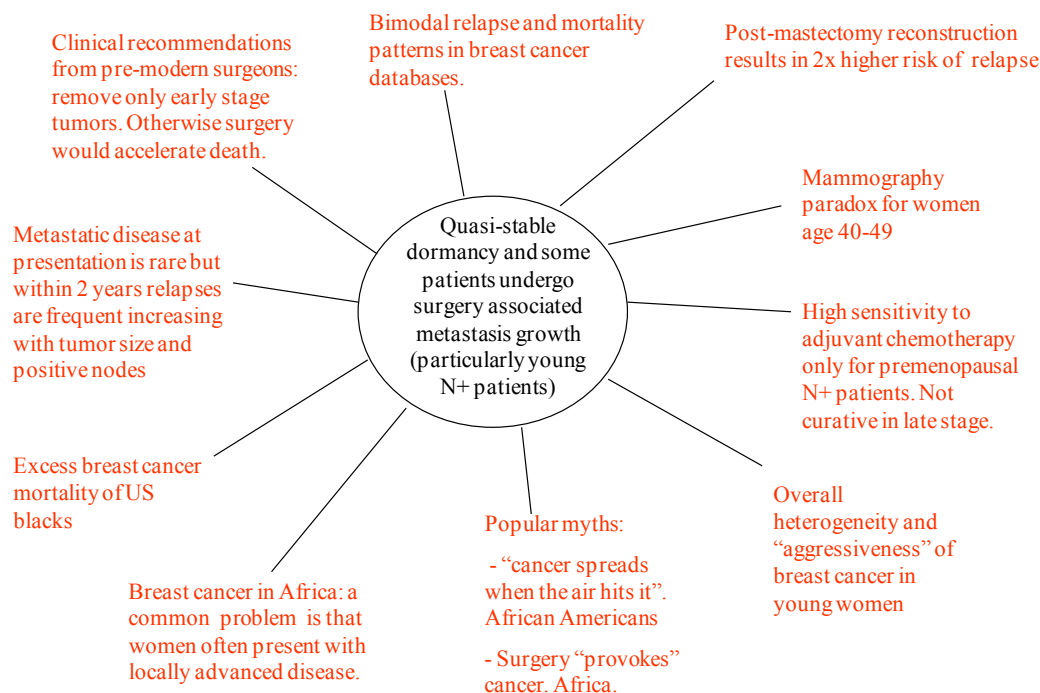 Clinical recommendations
from pre-modern surgeons:
remove only early stage
tumors. Otherwise surgery
would accelerate death.
Bimodal relapse and mortality
patterns in breast cancer
databases.
Post-mastectomy reconstruction
results in 2x higher risk of relapse
Mammography
paradox for women
age 40-49
Metastatic disease at
presentation is rare but
within 2 years relapses
are frequent increasing
with tumor size and
positive nodes
Quasi-stable
dormancy and some
patients undergo
surgery associated
metastasis growth
(particularly young
N+ patients)
High sensitivity to
adjuvant chemotherapy
only for premenopausal
N+ patients. Not
curative in late stage.
Excess breast cancer
mortality of US
blacks
Breast cancer in Africa: a
common problem is that
women often present with
locally advanced disease.
Popular myths:
- “cancer spreads
when the air hits it”.
African Americans
- Surgery “provokes”
cancer. Africa.
Overall
heterogeneity and
“aggressiveness” of
breast cancer in
young women